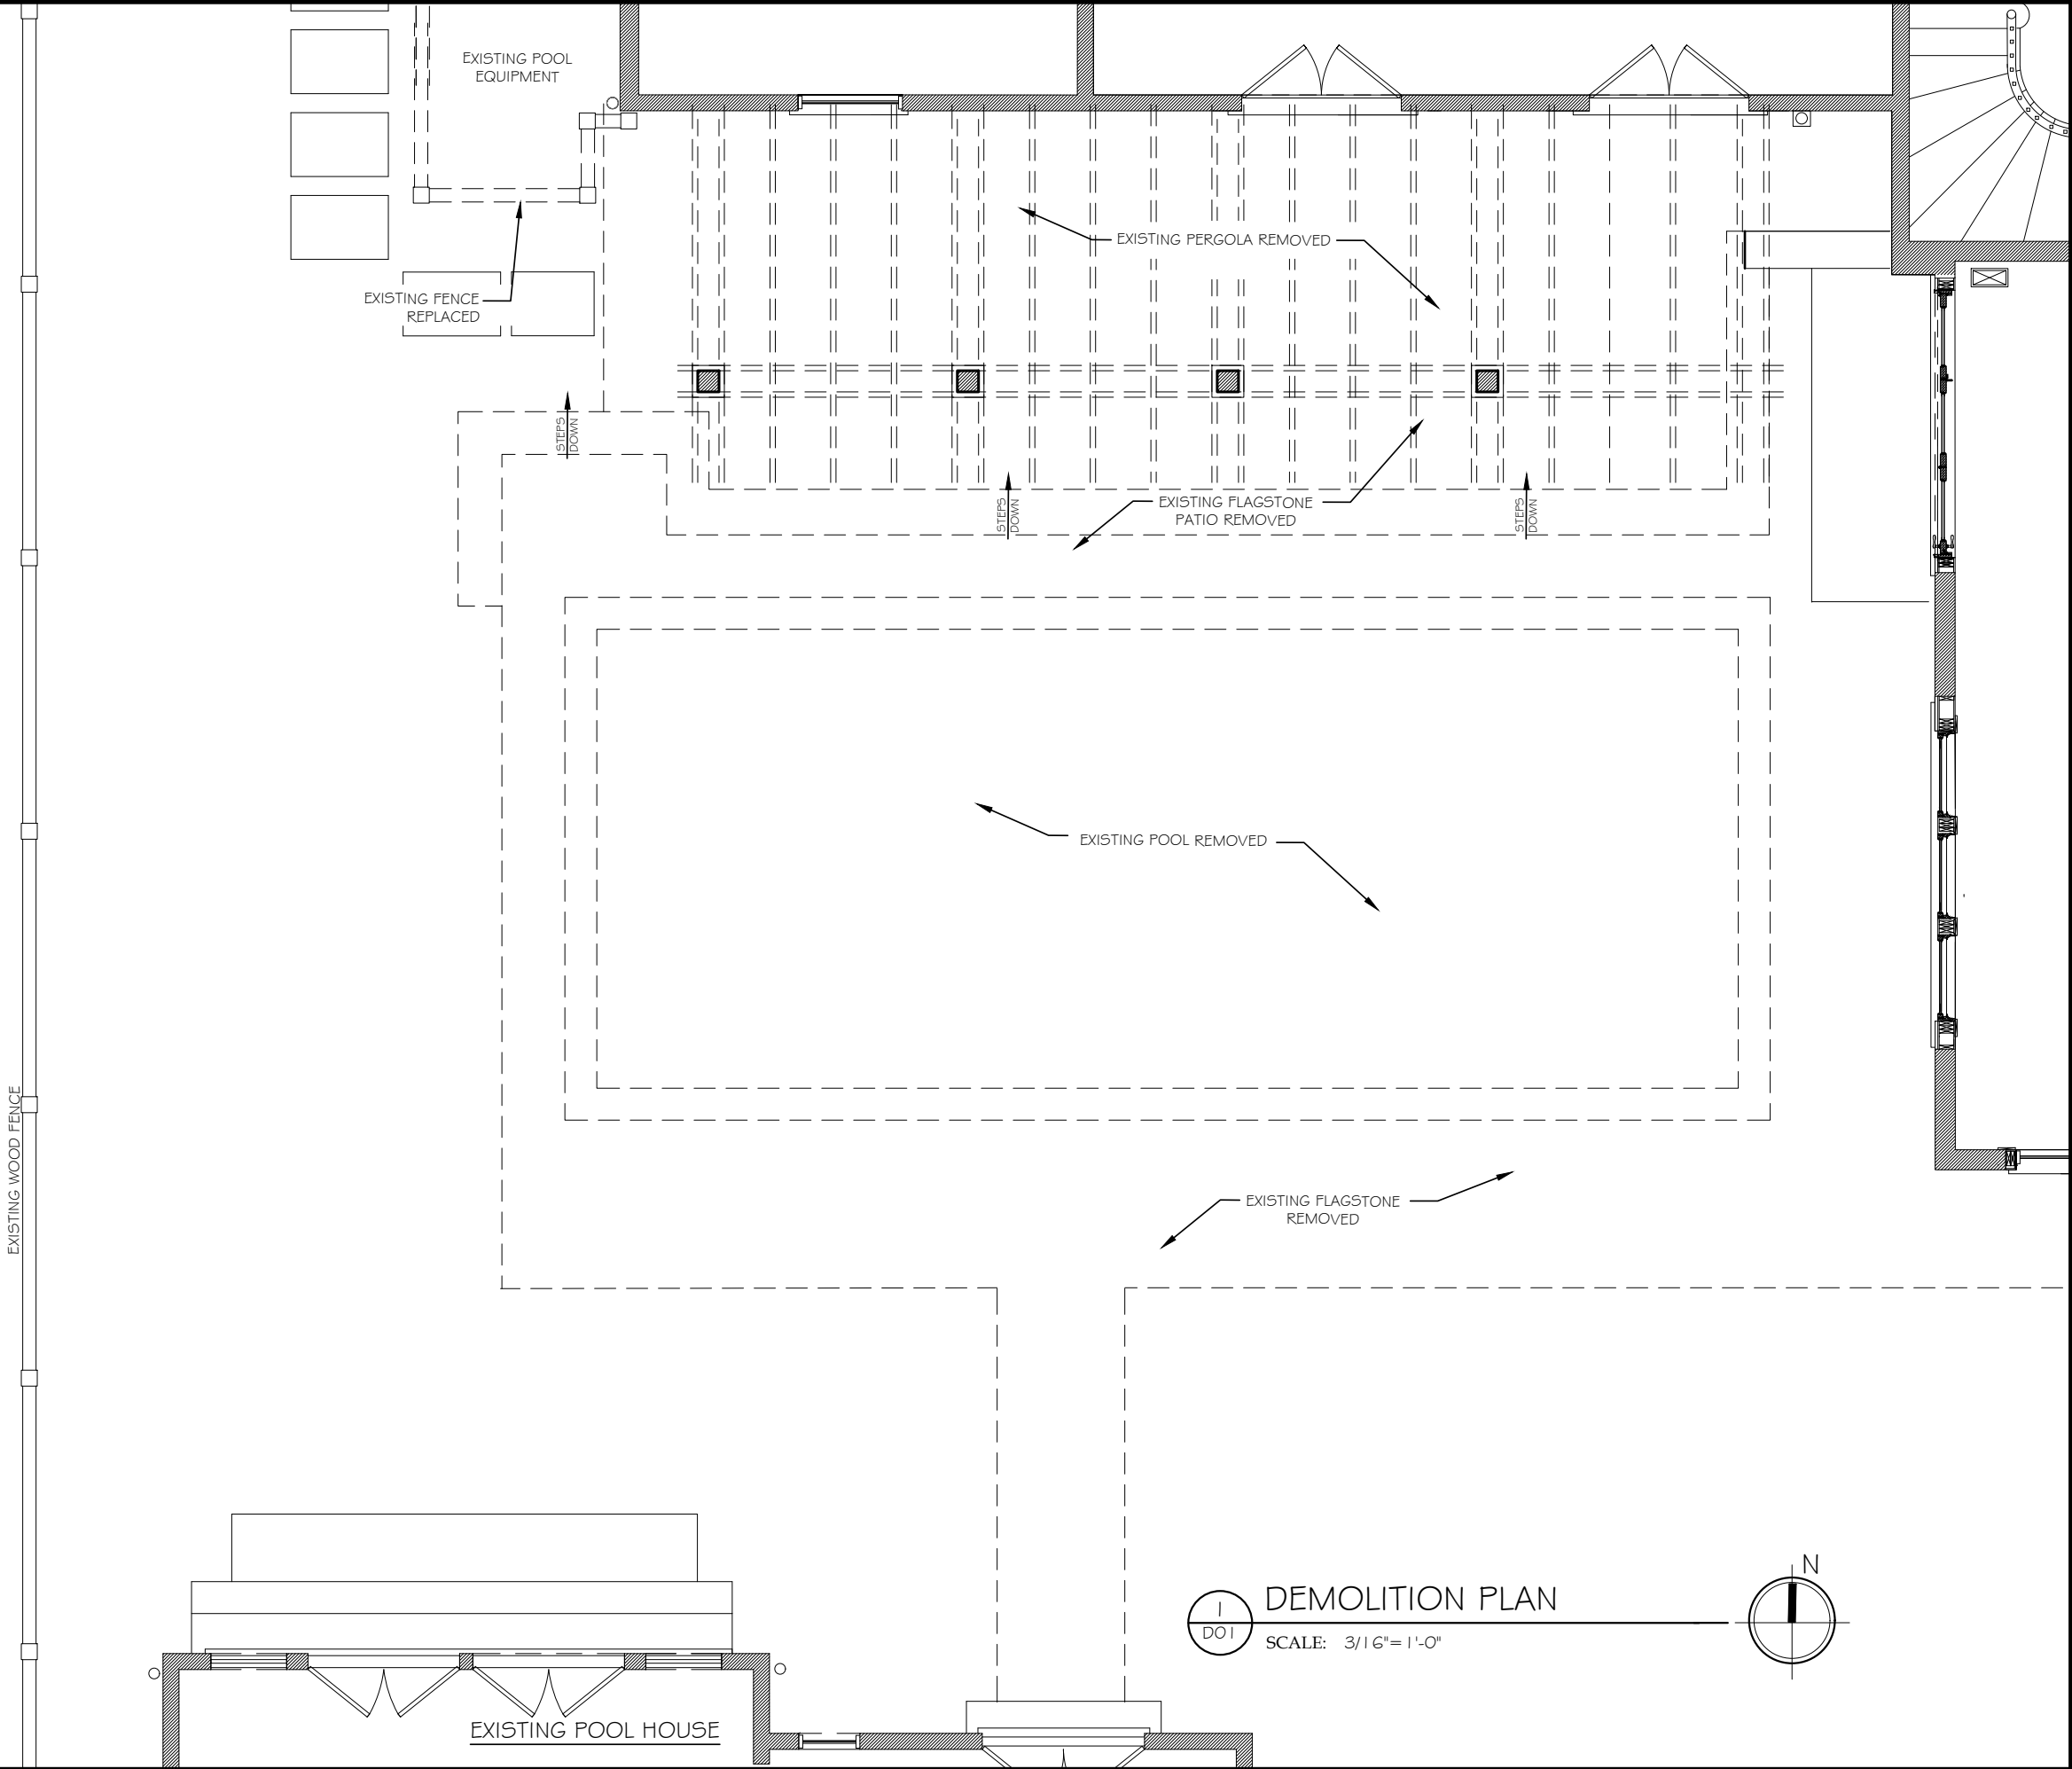 EXISTING POOL
EQUIPMENT
EXISTING PERGOLA REMOVED
EXISTING FENCE
REPLACED
STEPS
DOWN
STEPS
DOWN
STEPS
DOWN
EXISTING FLAGSTONE
PATIO REMOVED
EXISTING POOL REMOVED
EXISTING WOOD FENCE
EXISTING FLAGSTONE
REMOVED
N
1
D01
DEMOLITION PLAN
SCALE: 3/16"=1'-0"
EXISTING POOL HOUSE